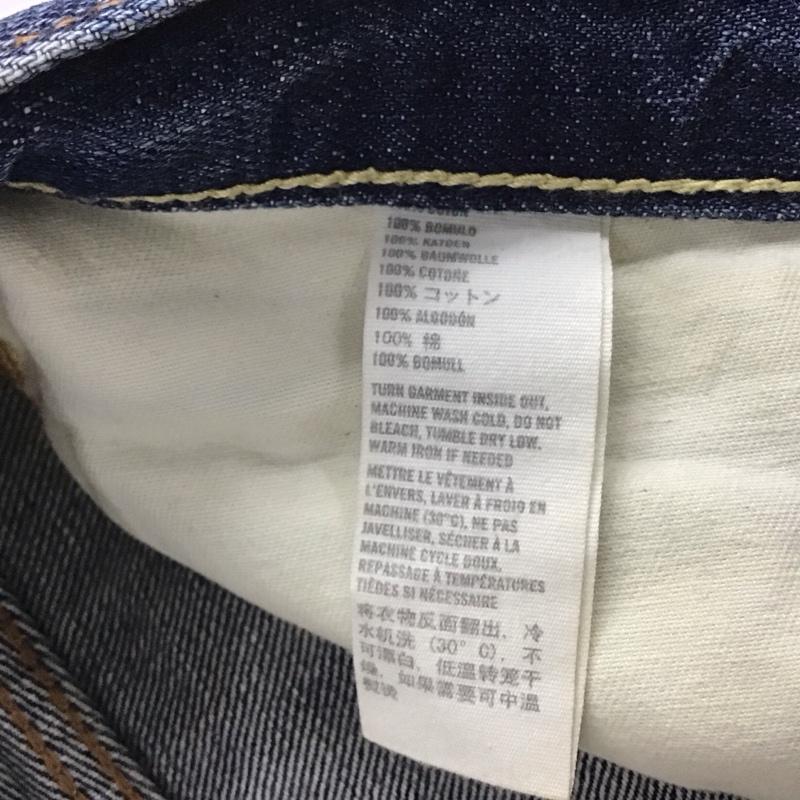 100% BOMULD
100% KATOEN
100% BAUMWOLLE
100% COTONE
100% コットン
100% ALGODÓN
100% 棉
100% BOMULL
TURN GARMENT INSIDE OUT,
MACHINE WASH COLD, DO NOT
BLEACH, TUMBLE DRY LOW,
WARM IRON IF NEEDED
METTRE LE VÊTEMENT À
L'ENVERS, LAVER À FROID EN
MACHINE (30°C), NE PAS
JAVELLISER, SÉCHER À LA
MACHINE CYCLE DOUX,
REPASSAGE À TEMPÉRATURES
TIÈDES SI NÉCESSAIRE
将衣物反面翻出, 冷
水机洗 (30°C), 不
可漂白, 低温转笼干
燥, 如果需要可中温
熨烫